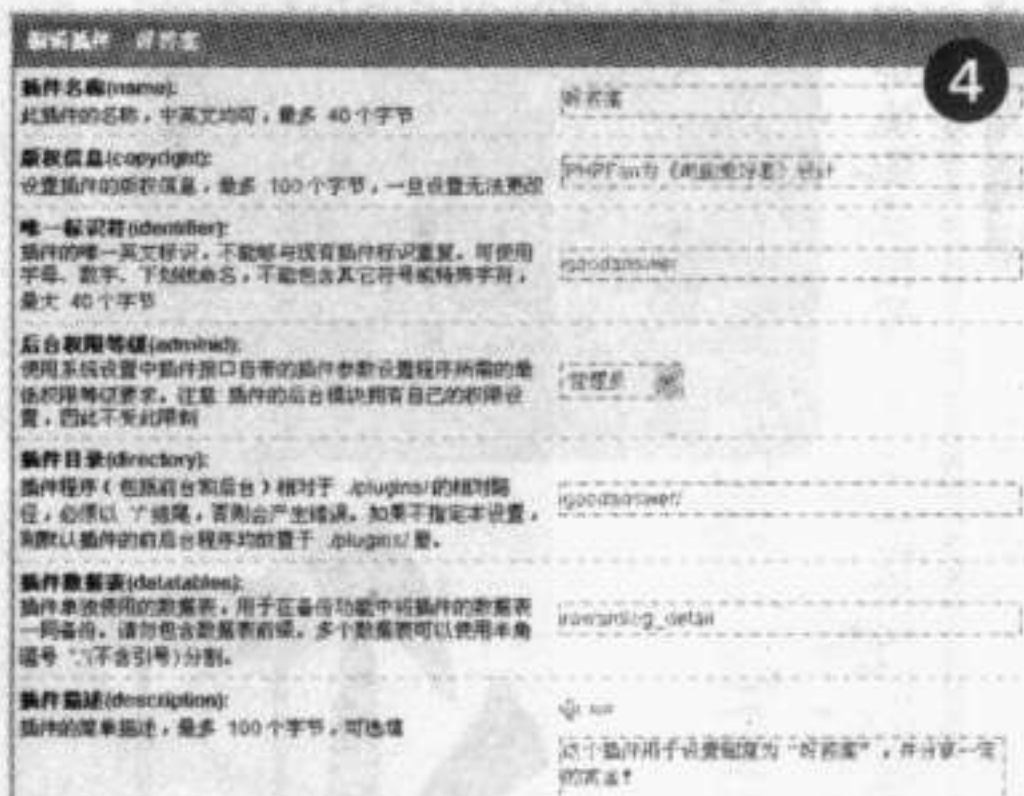 编辑插件 好答案
4
插件名称(name):
此插件的名称，中英文均可，最多 40个字节
好答案
版权信息(copyright):
设置插件的版权信息，最多 100个字节，一旦设置无法更改
唯一标识符(identifier):
插件的唯一英文标识，不能够与现有插件标识重复。可使用
字母、数字、下划线命名，不能包含其它符号或特殊字符，
最大 40个字节
后台权限等级(adminid):
使用系统设置中插件接口自带的插件参数设置程序所需的最
低权限等级要求。注意 插件的后台模块拥有自己的权限设
置，因此不受此限制
管理员
插件目录(directory):
插件程序（包括前台和后台）相对于 ./plugins/的相对路
径，必须以 "/"结尾，否则会产生错误。如果不指定本设置，
则默认插件的前后台程序均放置于 ./plugins/ 里。
插件数据表(datatables):
插件单独使用的数据表，用于在备份功能中将插件的数据表
一同备份。请勿包含数据表前缀。多个数据表可以使用半角
逗号 ","(不含引号)分割。
插件描述(description):
插件的简单描述，最多 100个字节，可选填
这个插件用于设置 为"好答案"，并分享一定
的